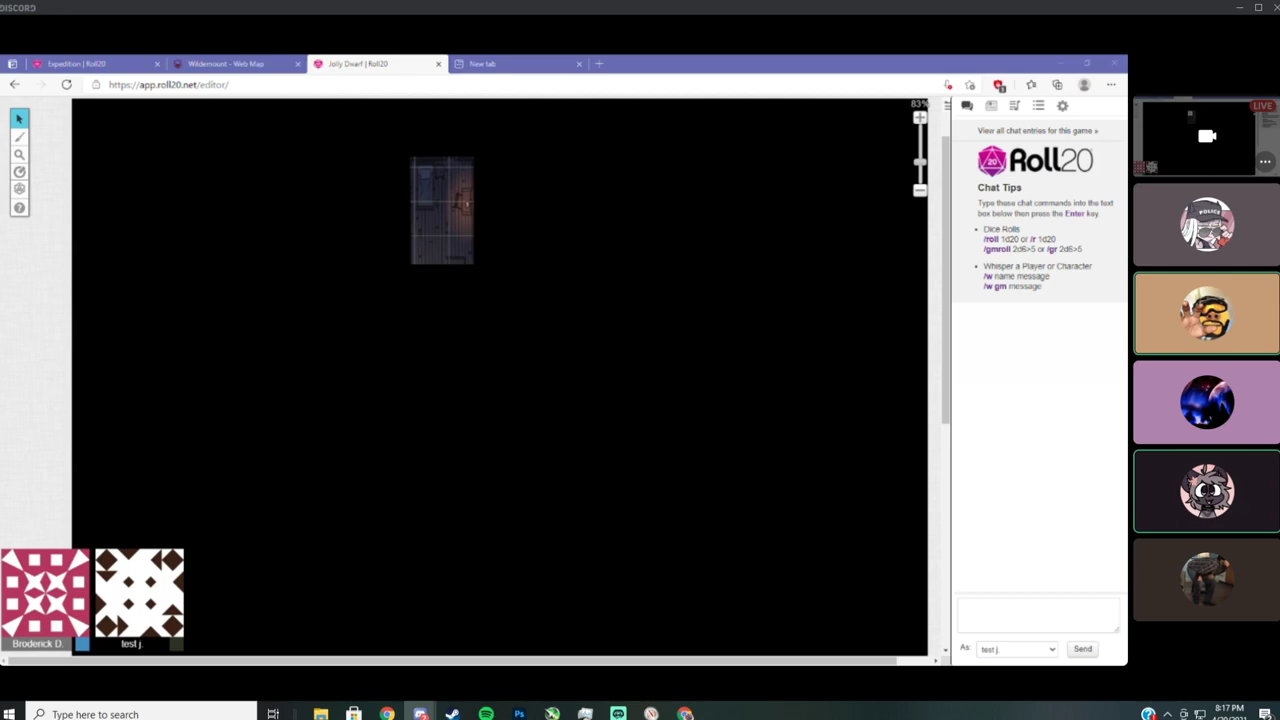 DISCORD
Expedition | Roll20
Wildemount - Web Map
Jolly Dwarf | Roll20
New tab
https://app.roll20.net/editor/
83%
LIVE
View all chat entries for this game »
20
Roll20
Chat Tips
Type these chat commands into the text
box below then press the Enter key.
Dice Rolls
/roll 1d20 or /r 1d20
/gmroll 2d6>5 or /gr 2d6>5
Whisper a Player or Character
/w name message
/w gm message
POLICE
Broderick D.
test j.
As:
test j.
Send
Type here to search
8:17 PM